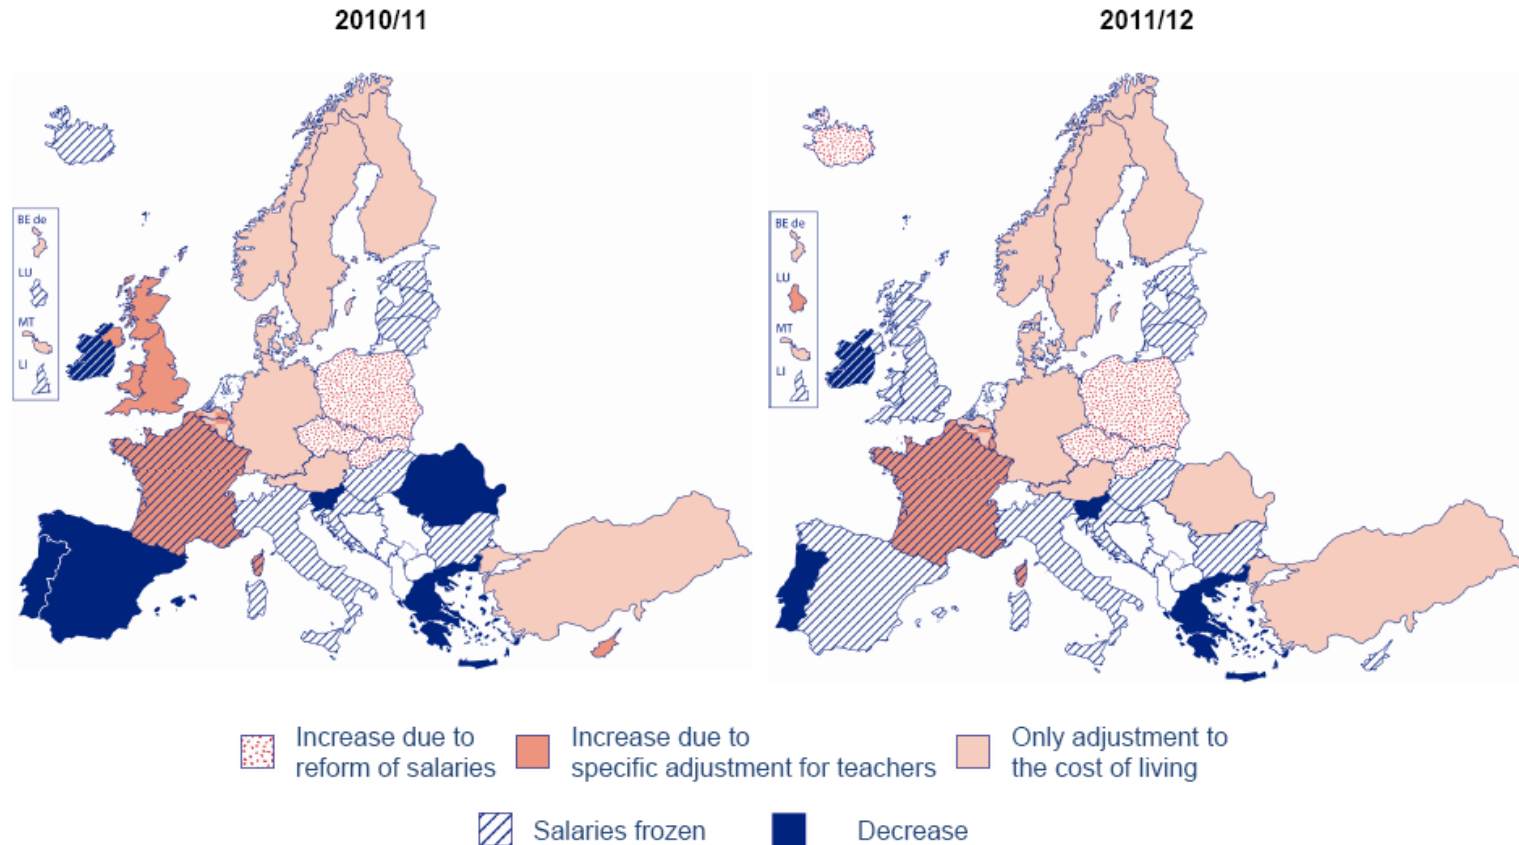 2010/11
2011/12
BE de
LU
MT
LI
BE de
LU
MT
LI
Increase due to
reform of salaries
Increase due to
specific adjustment for teachers
Only adjustment to
the cost of living
Salaries frozen
Decrease